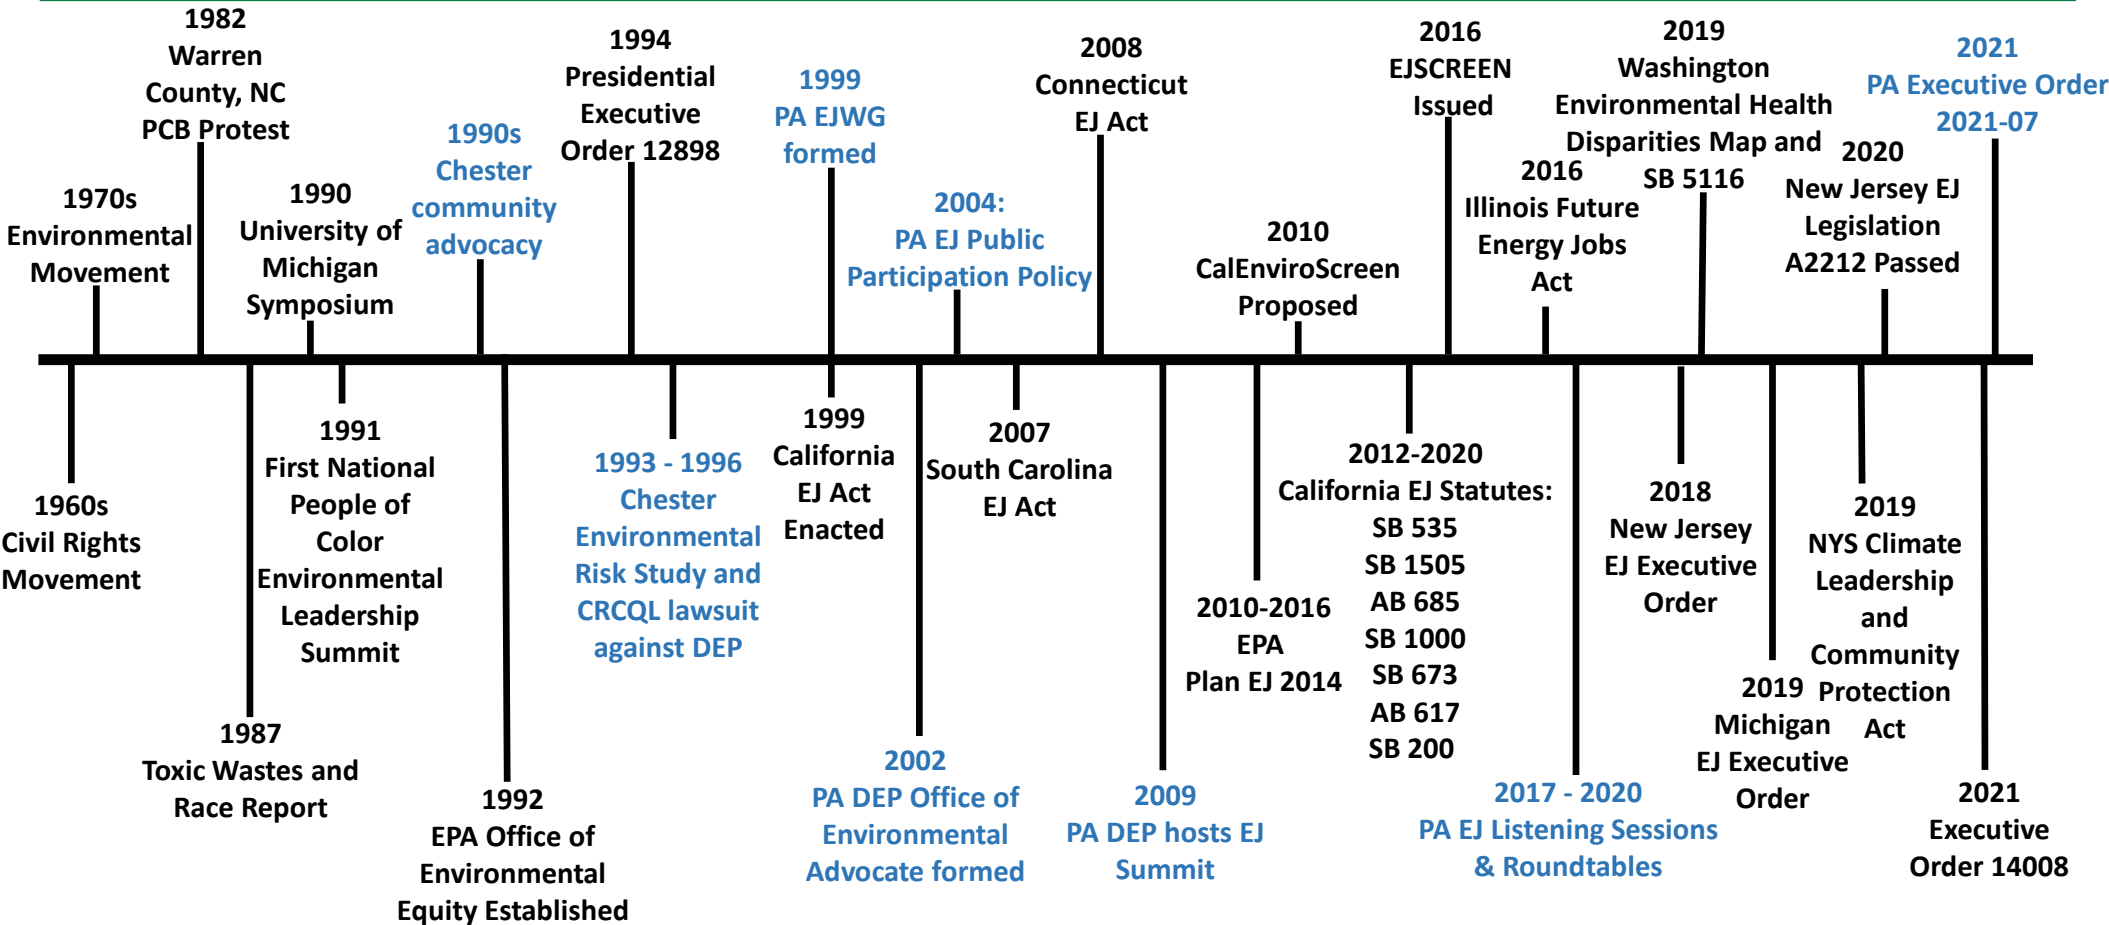 1982
Warren
County, NC
PCB Protest
1970s
Environmental
Movement
1990
University of
Michigan
Symposium
1990s
Chester
community
advocacy
1994
Presidential
Executive
Order 12898
1999
PA EJWG
formed
2004:
PA EJ Public
Participation Policy
2008
Connecticut
EJ Act
2010
CalEnviroScreen
Proposed
2016
EJSCREEN
Issued
2016
Illinois Future
Energy Jobs
Act
2019
Washington
Environmental Health
Disparities Map and
SB 5116
2020
New Jersey EJ
Legislation
A2212 Passed
2021
PA Executive Order
2021-07
1960s
Civil Rights
Movement
1987
Toxic Wastes and
Race Report
1991
First National
People of
Color
Environmental
Leadership
Summit
1992
EPA Office of
Environmental
Equity Established
1993 - 1996
Chester
Environmental
Risk Study and
CRCQL lawsuit
against DEP
1999
California
EJ Act
Enacted
2002
PA DEP Office of
Environmental
Advocate formed
2007
South Carolina
EJ Act
2009
PA DEP hosts EJ
Summit
2010-2016
EPA
Plan EJ 2014
2012-2020
California EJ Statutes:
SB 535
SB 1505
AB 685
SB 1000
SB 673
AB 617
SB 200
2017 - 2020
PA EJ Listening Sessions
& Roundtables
2018
New Jersey
EJ Executive
Order
2019
Michigan
EJ Executive
Order
2019
NYS Climate
Leadership
and
Community
Protection
Act
2021
Executive
Order 14008